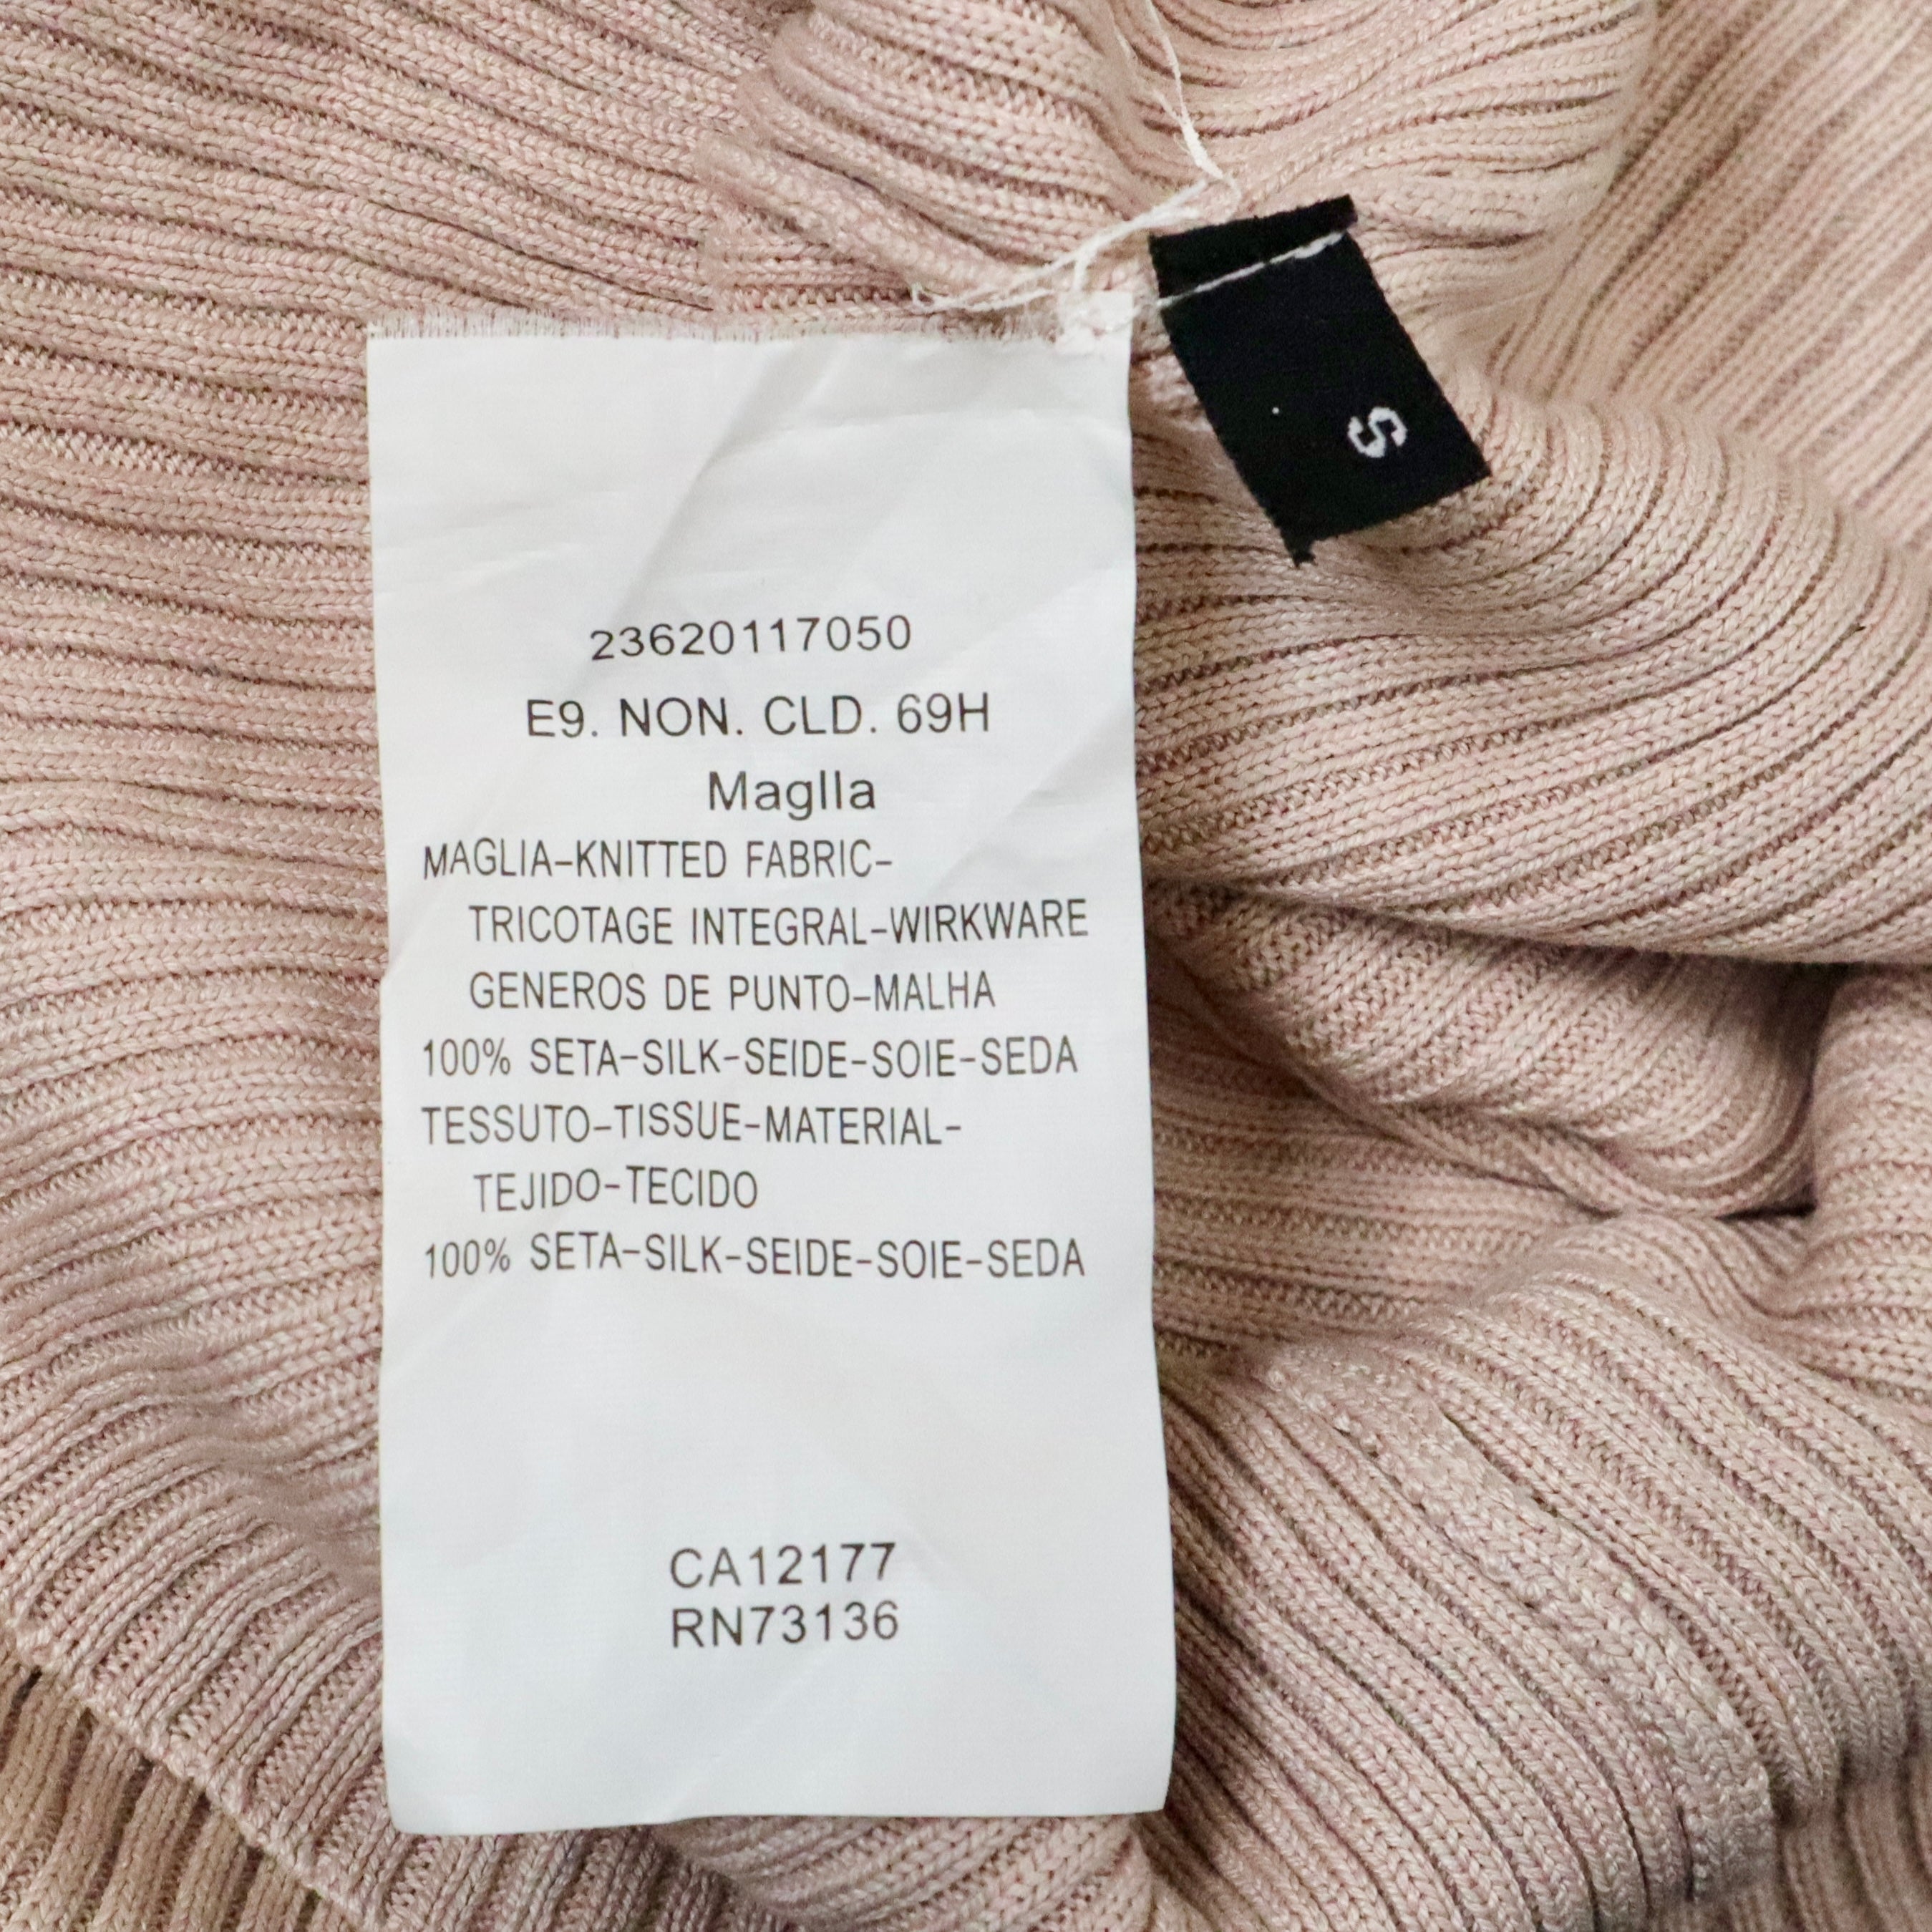 S
23620117050
E9. NON. CLD. 69H
Maglla
MAGLIA-KNITTED FABRIC-
TRICOTAGE INTEGRAL-WIRKWARE
GENEROS DE PUNTO-MALHA
100% SETA-SILK-SEIDE-SOIE-SEDA
TESSUTO-TISSUE-MATERIAL-
TEJIDO-TECIDO
100% SETA-SILK-SEIDE-SOIE-SEDA
CA12177
RN73136